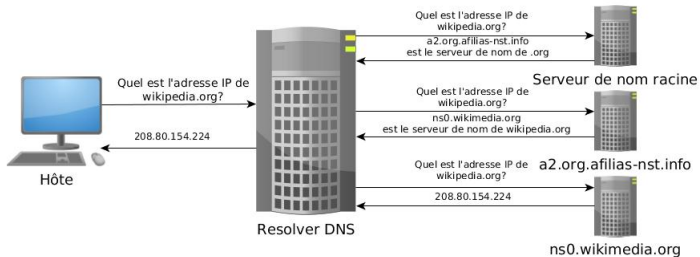 Quel est l'adresse IP de
wikipedia.org?
208.80.154.224
Hôte
Resolver DNS
Quel est l'adresse IP de
wikipedia.org?
a2.org.afilias-nst.info
est le serveur de nom de .org
Serveur de nom racine
Quel est l'adresse IP de
wikipedia.org?
ns0.wikimedia.org
est le serveur de nom de wikipedia.org
a2.org.afilias-nst.info
Quel est l'adresse IP de
wikipedia.org?
208.80.154.224
ns0.wikimedia.org